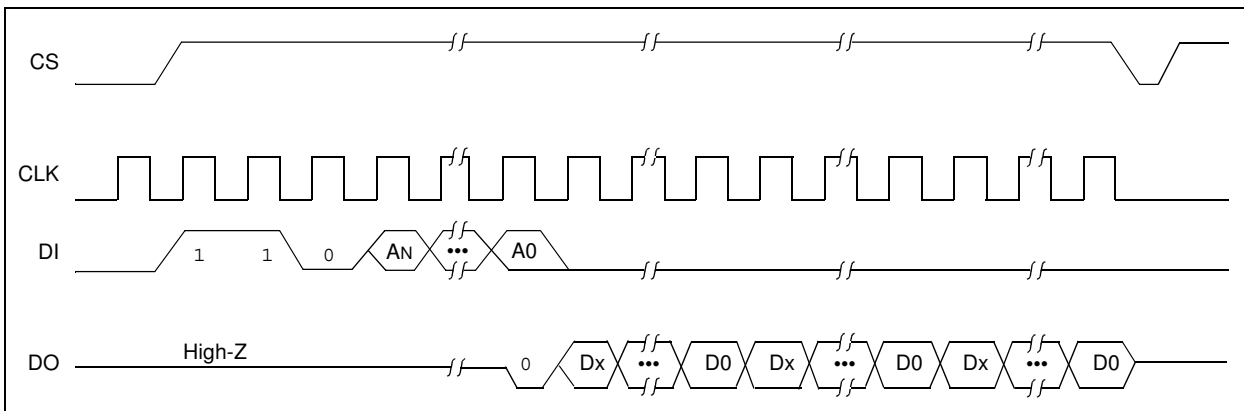 CS
CLK
DI 1 1 0 AN ••• A0
DO High-Z 0 Dx ••• D0 Dx ••• D0 Dx ••• D0